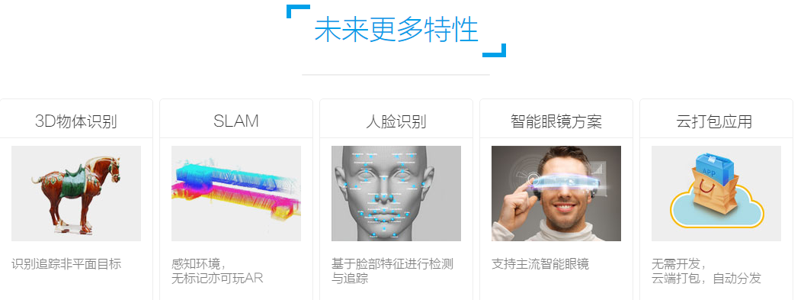 未来更多特性
3D物体识别
SLAM
人脸识别
智能眼镜方案
云打包应用
APP
识别追踪非平面目标
感知环境，
无标记亦可玩AR
基于脸部特征进行检测
与追踪
支持主流智能眼镜
无需开发，
云端打包，自动分发